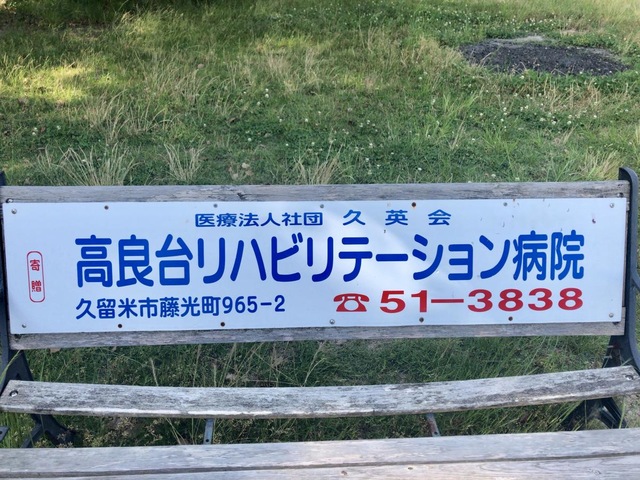 医療法人社団 久英会
寄贈
高良台リハビリテーション病院
久留米市藤光町965-2 ☎51-3838